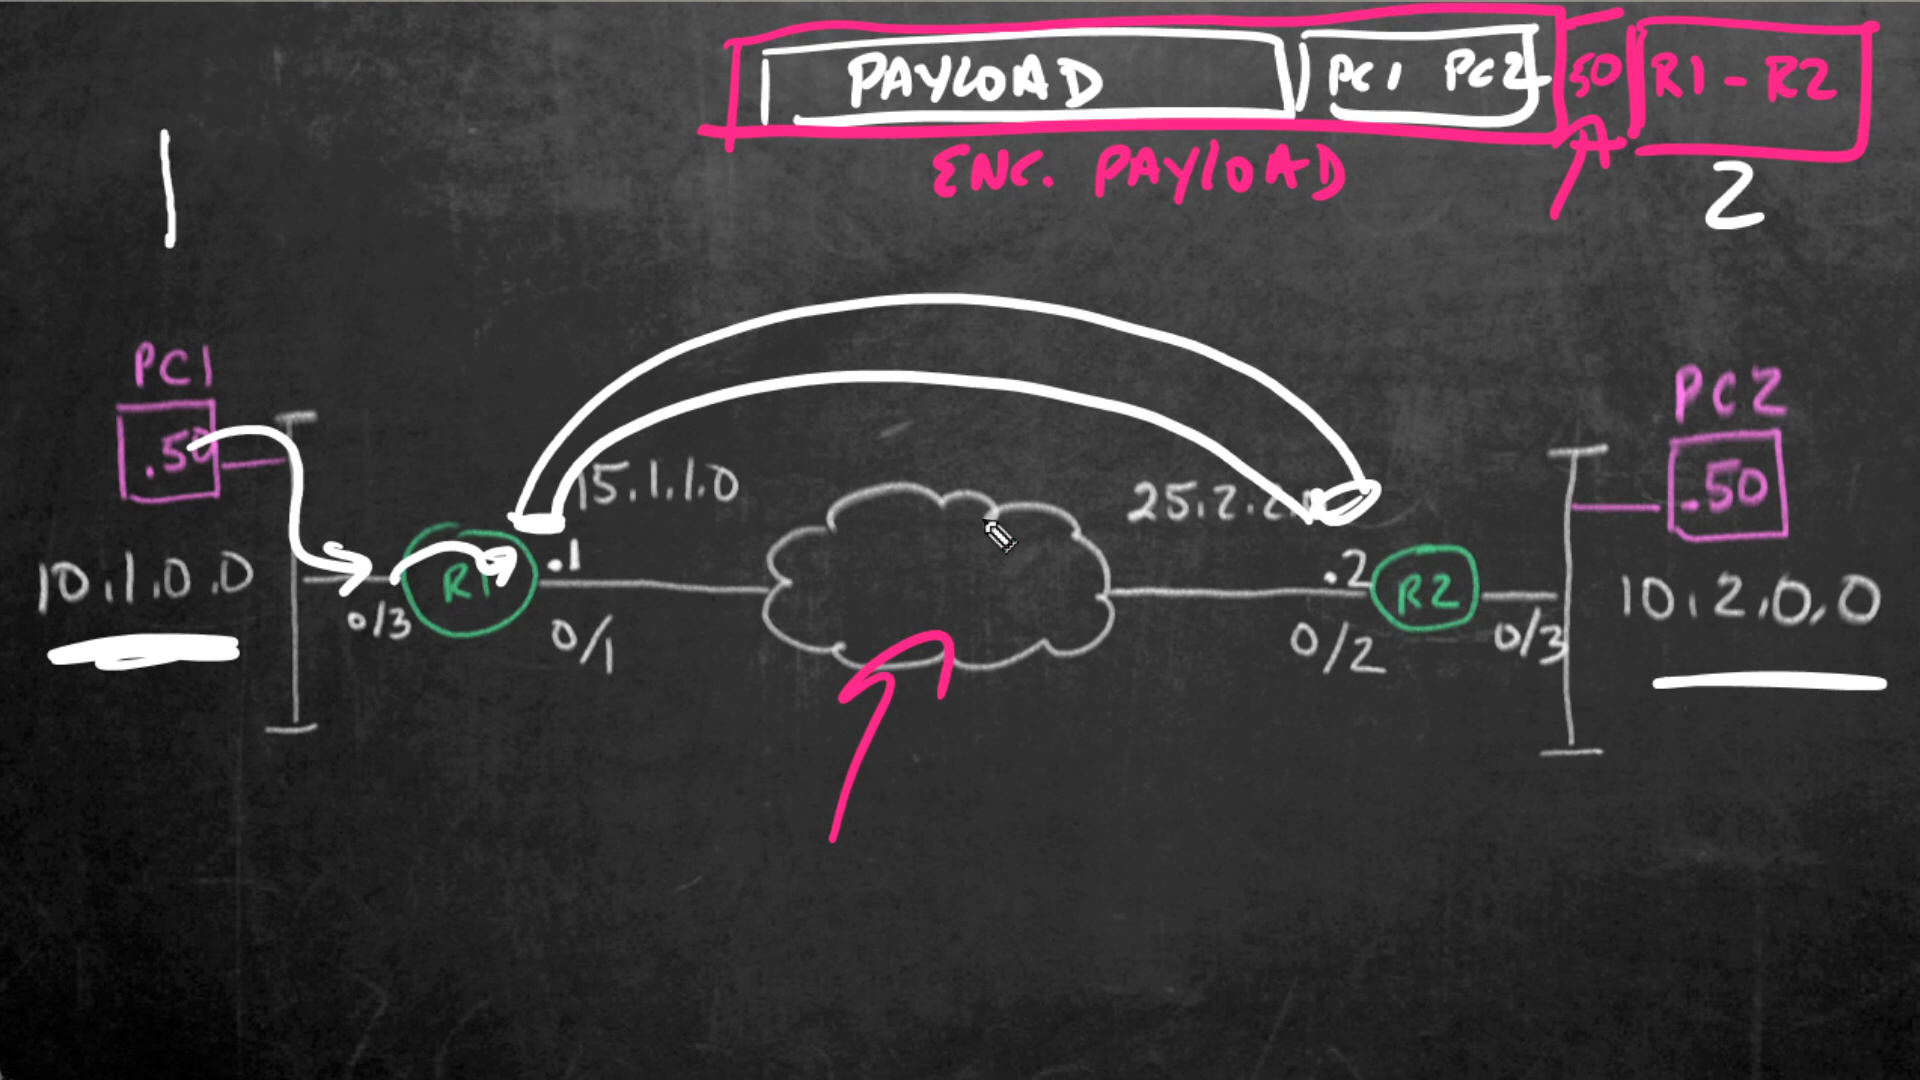 PAYLOAD PC1 PC2 50 R1-R2
ENC. PAYLOAD
1
2
PC1
PC2
.50
.50
15.1.1.0
25.2.2.
.1
.2
10.1.0.0
R1
R2
10.2.0.0
0/3
0/1
0/2
0/3